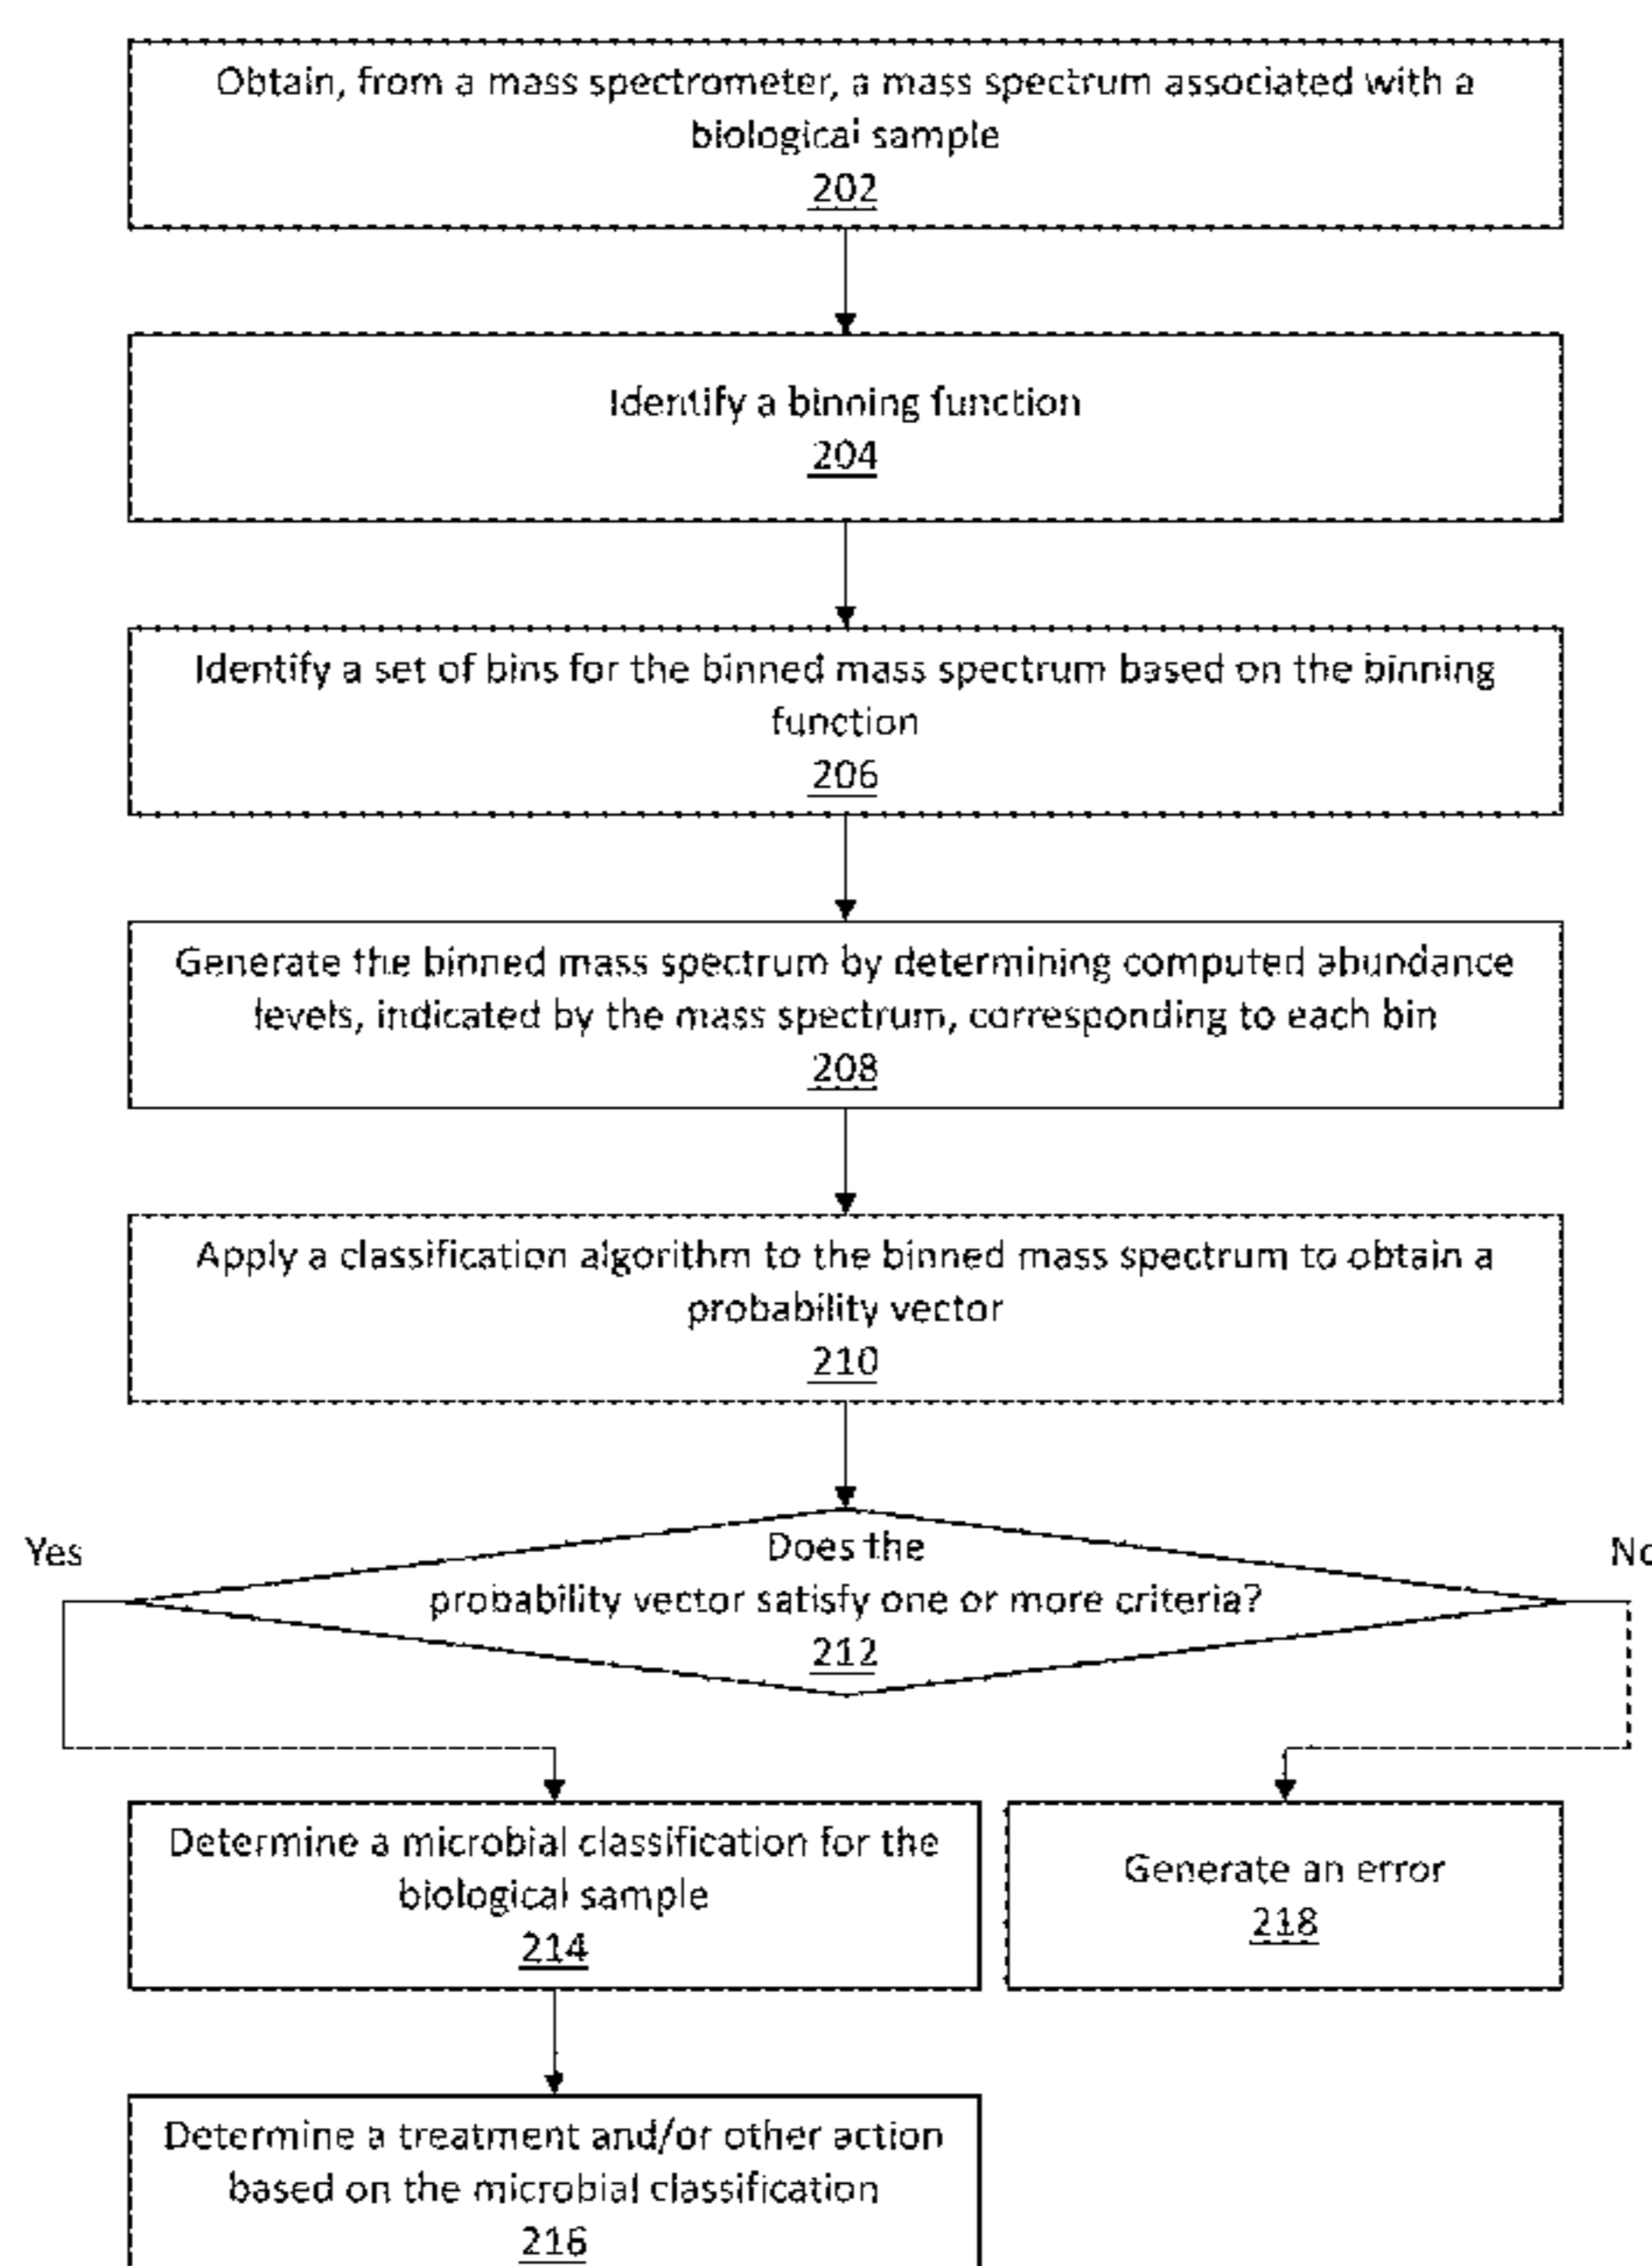 Obtain, from a mass spectrometer, a mass spectrum associated with a
biological sample
202
Identify a binning function
204
Identify a set of bins for the binned mass spectrum based on the binning
function
206
Generate the binned mass spectrum by determining computed abundance
levels, indicated by the mass spectrum, corresponding to each bin
208
Apply a classification algorithm to the binned mass spectrum to obtain a
probability vector
210
Yes
No
Does the
probability vector satisfy one or more criteria?
212
Determine a microbial classification for the
biological sample
214
Generate an error
218
Determine a treatment and/or other action
based on the microbial classification
216